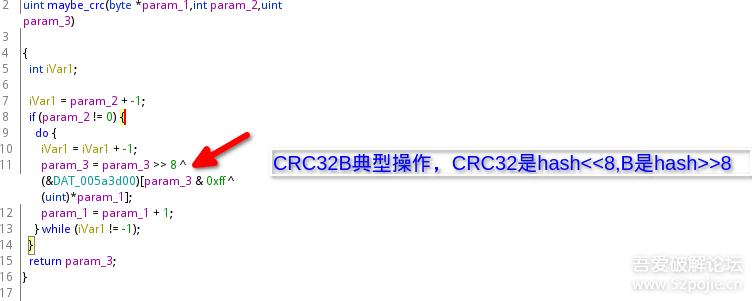 2 uint maybe_crc(byte *param_1,uint param_2,uint
param_3)
3
4 {
5 int iVar1;
6
7 iVar1 = param_2 + -1;
8 if (param_2 != 0) {
9 do {
10 iVar1 = iVar1 + -1;
11 param_3 = param_3 >> 8 ^
(&DAT_005a3d00)[param_3 & 0xff ^
(uint)*param_1];
12 param_1 = param_1 + 1;
13 } while (iVar1 != -1);
14 }
15 return param_3;
16 }
17
CRC32B典型操作，CRC32是hash<<8,B是hash>>8
吾爱破解论坛
www.52pojie.cn